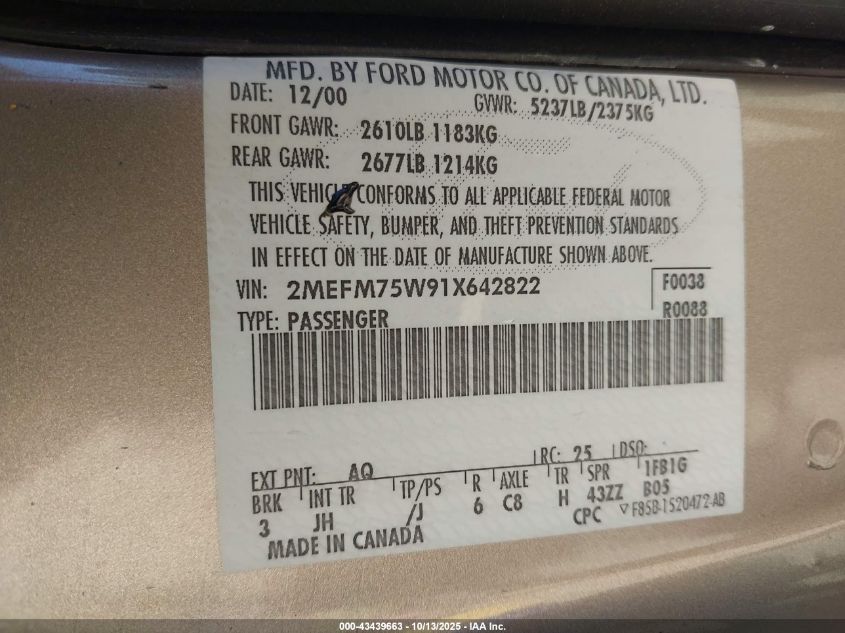 MFD. BY FORD MOTOR CO. OF CANADA, LTD.
DATE: 12/00 GVWR: 5237LB/2375KG
FRONT GAWR: 2610LB 1183KG
REAR GAWR: 2677LB 1214KG
THIS VEHICLE CONFORMS TO ALL APPLICABLE FEDERAL MOTOR
VEHICLE SAFETY, BUMPER, AND THEFT PREVENTION STANDARDS
IN EFFECT ON THE DATE OF MANUFACTURE SHOWN ABOVE.
VIN: 2MEFM75W91X642822 F0038
TYPE: PASSENGER R0088
EXT PNT: AQ RC: 25 DSO:
BRK INT TR TP/PS R AXLE TR SPR 1FB1G
3 JH /J 6 C8 H 43ZZ B05
MADE IN CANADA CPC F85B-1520472-AB
000-43439663 - 10/13/2025 - IAA Inc.